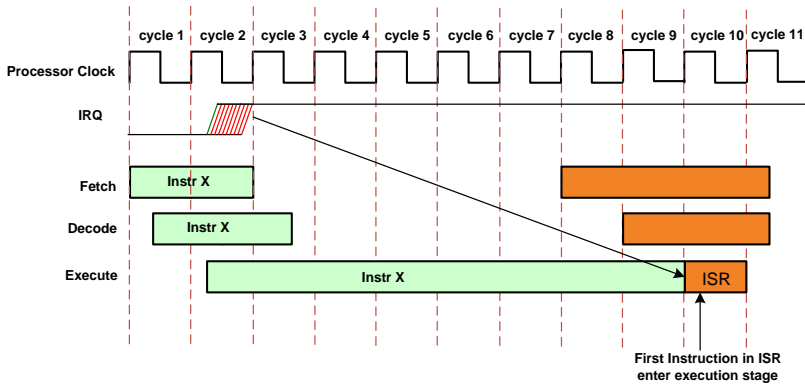 cycle 1 cycle 2 cycle 3 cycle 4 cycle 5 cycle 6 cycle 7 cycle 8 cycle 9 cycle 10 cycle 11
Processor Clock
IRQ
Fetch
Instr X
Decode
Instr X
Execute
Instr X
ISR
First Instruction in ISR
enter execution stage